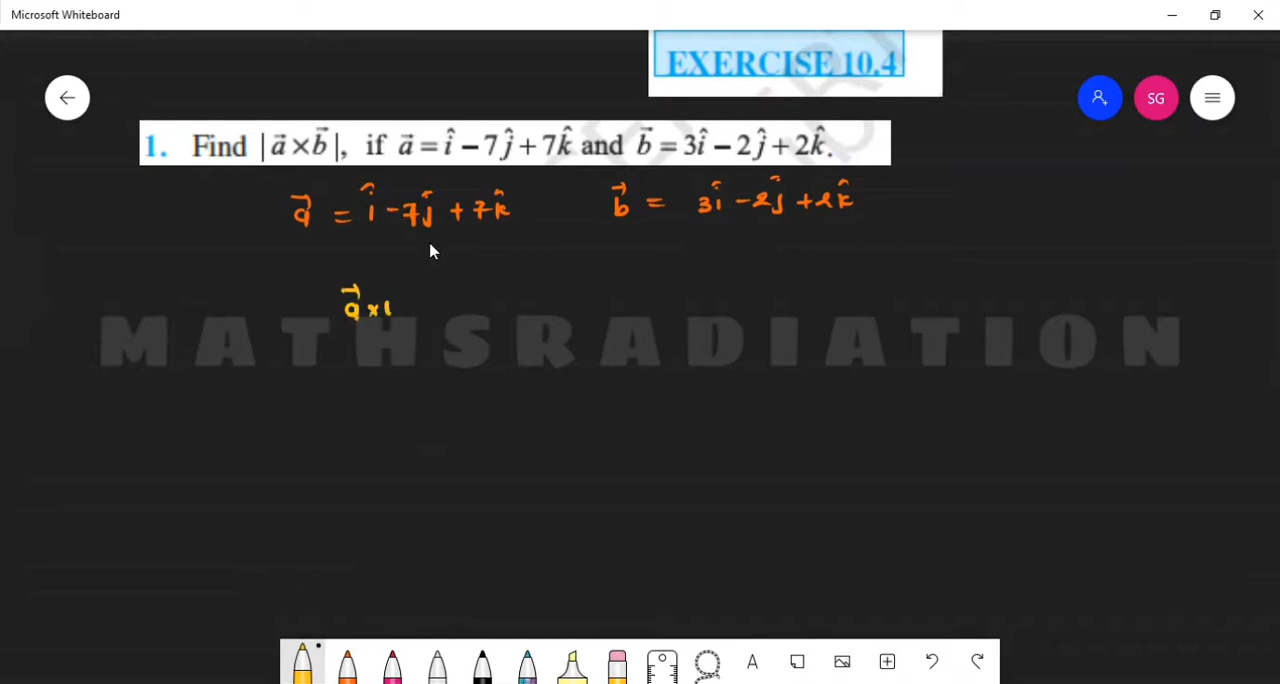 Microsoft Whiteboard
EXERCISE 10.4
SG
1. Find |a⃗ × b⃗|, if a⃗ = î − 7ĵ + 7k̂ and b⃗ = 3î − 2ĵ + 2k̂.
a⃗ = î − 7ĵ + 7k̂ b⃗ = 3î − 2ĵ + 2k̂
a⃗ × l
MATHSRADIATION
A